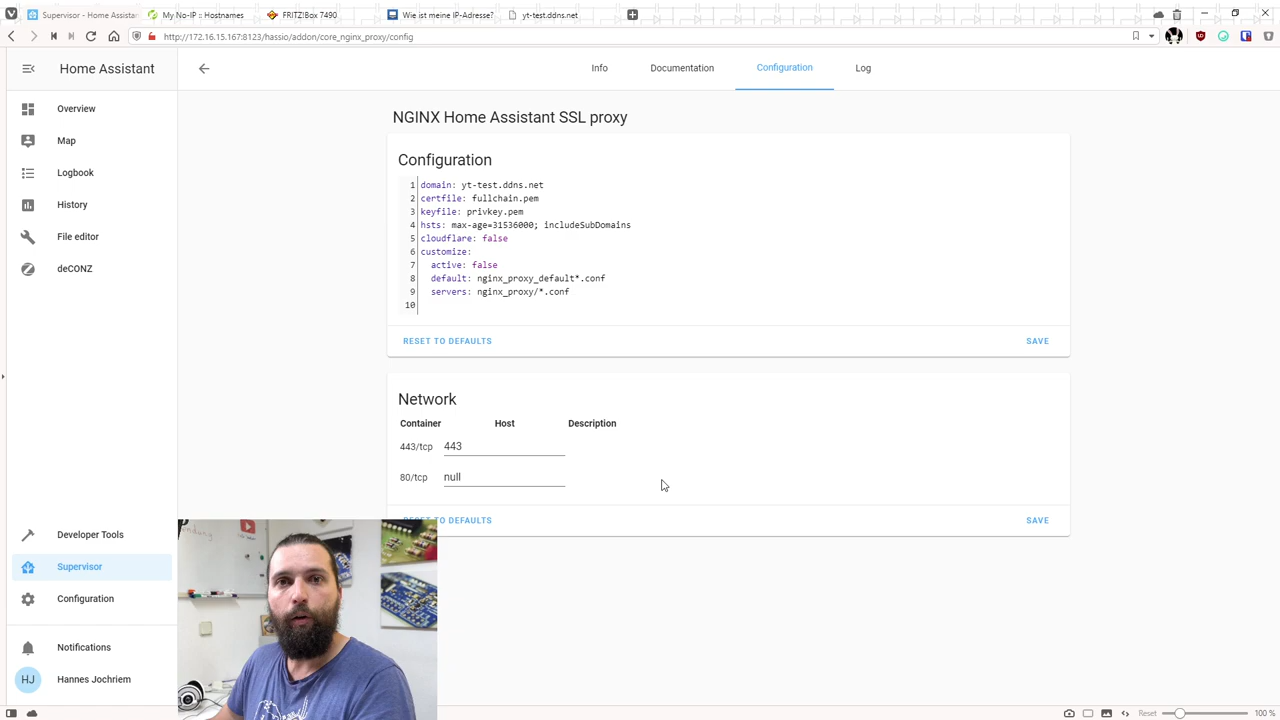 Supervisor - Home Assistan
My No-IP :: Hostnames
FRITZ!Box 7490
Wie ist meine IP-Adresse?
yt-test.ddns.net
http://172.16.15.167:8123/hassio/addon/core_nginx_proxy/config
Home Assistant
Info
Documentation
Configuration
Log
Overview
Map
Logbook
History
File editor
deCONZ
Developer Tools
Supervisor
Configuration
Notifications
HJ
Hannes Jochriem
NGINX Home Assistant SSL proxy
Configuration
1 domain: yt-test.ddns.net
2 certfile: fullchain.pem
3 keyfile: privkey.pem
4 hsts: max-age=31536000; includeSubDomains
5 cloudflare: false
6 customize:
7 active: false
8 default: nginx_proxy_default*.conf
9 servers: nginx_proxy/*.conf
10
RESET TO DEFAULTS
SAVE
Network
Container Host Description
443/tcp 443
80/tcp null
RESET TO DEFAULTS
SAVE
Reset
100 %